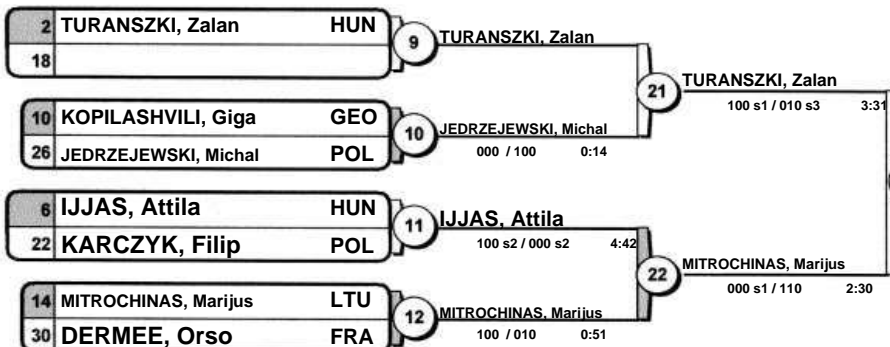 2 TURANSZKI, Zalan HUN
18
9
TURANSZKI, Zalan
10 KOPILASHVILI, Giga GEO
26 JEDRZEJEWSKI, Michal POL
10
JEDRZEJEWSKI, Michal
000 / 100 0:14
21
TURANSZKI, Zalan
100 s1 / 010 s3 3:31
6 IJJAS, Attila HUN
22 KARCZYK, Filip POL
11
IJJAS, Attila
100 s2 / 000 s2 4:42
14 MITROCHINAS, Marijus LTU
30 DERMEE, Orso FRA
12
MITROCHINAS, Marijus
100 / 010 0:51
22
MITROCHINAS, Marijus
000 s1 / 110 2:30